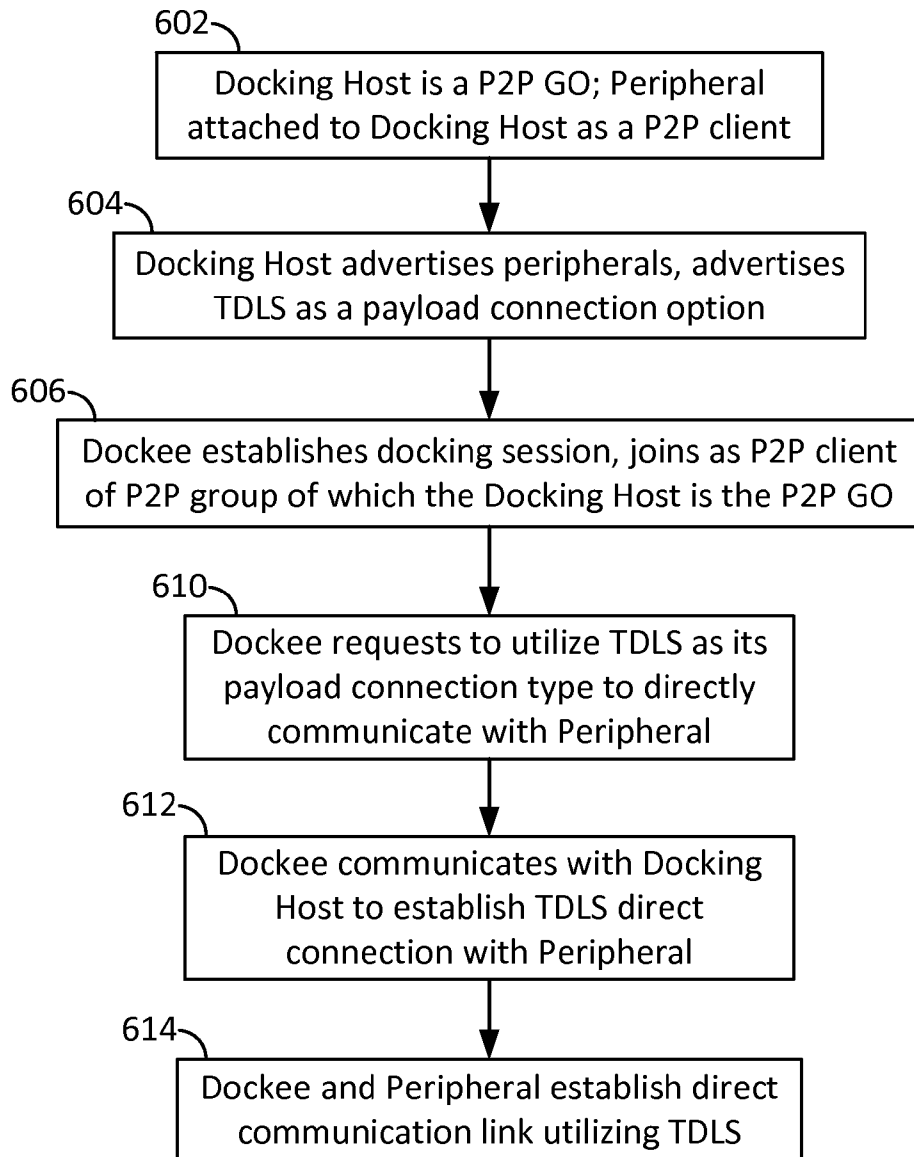 602
Docking Host is a P2P GO; Peripheral
attached to Docking Host as a P2P client
604
Docking Host advertises peripherals, advertises
TDLS as a payload connection option
606
Dockee establishes docking session, joins as P2P client
of P2P group of which the Docking Host is the P2P GO
610
Dockee requests to utilize TDLS as its
payload connection type to directly
communicate with Peripheral
612
Dockee communicates with Docking
Host to establish TDLS direct
connection with Peripheral
614
Dockee and Peripheral establish direct
communication link utilizing TDLS